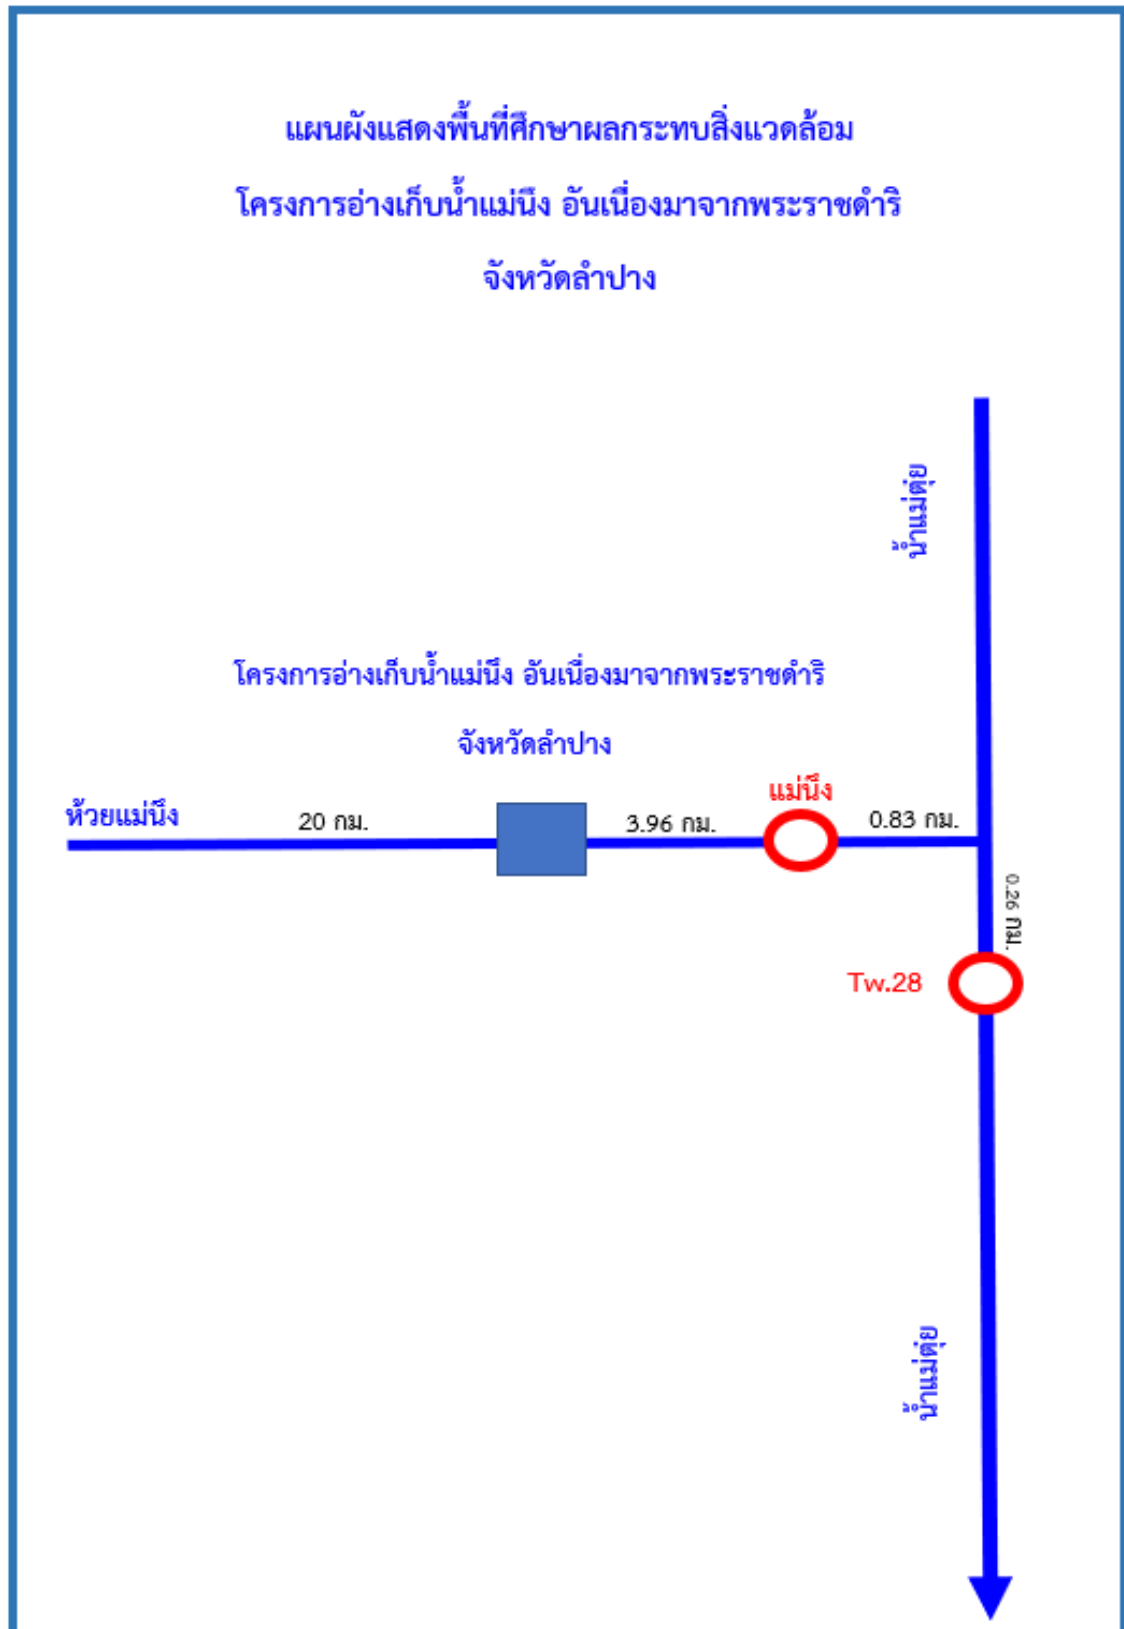 แผนผังแสดงพื้นที่ศึกษาผลกระทบสิ่งแวดล้อม
โครงการอ่างเก็บน้ำแม่นึง อันเนื่องมาจากพระราชดำริ
จังหวัดลำปาง
น้ำแม่ตุ๋ย
โครงการอ่างเก็บน้ำแม่นึง อันเนื่องมาจากพระราชดำริ
จังหวัดลำปาง
ห้วยแม่นึง
20 กม.
3.96 กม.
แม่นึง
0.83 กม.
0.26 กม.
Tw.28
น้ำแม่ตุ๋ย